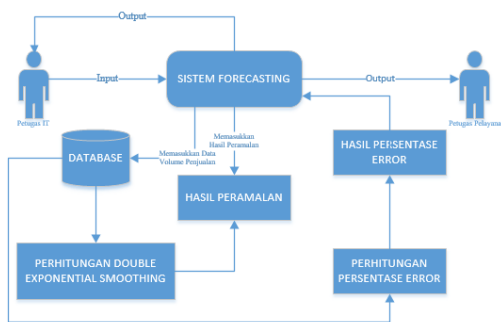 Output
Input
SISTEM FORECASTING
Output
Petugas IT
Petugas Pelayanan
Memasukkan
Hasil Peramalan
Memasukkan Data
Volume Penjualan
DATABASE
HASIL PERSENTASE
ERROR
HASIL PERAMALAN
PERHITUNGAN DOUBLE
EXPONENTIAL SMOOTHING
PERHITUNGAN
PERSENTASE ERROR